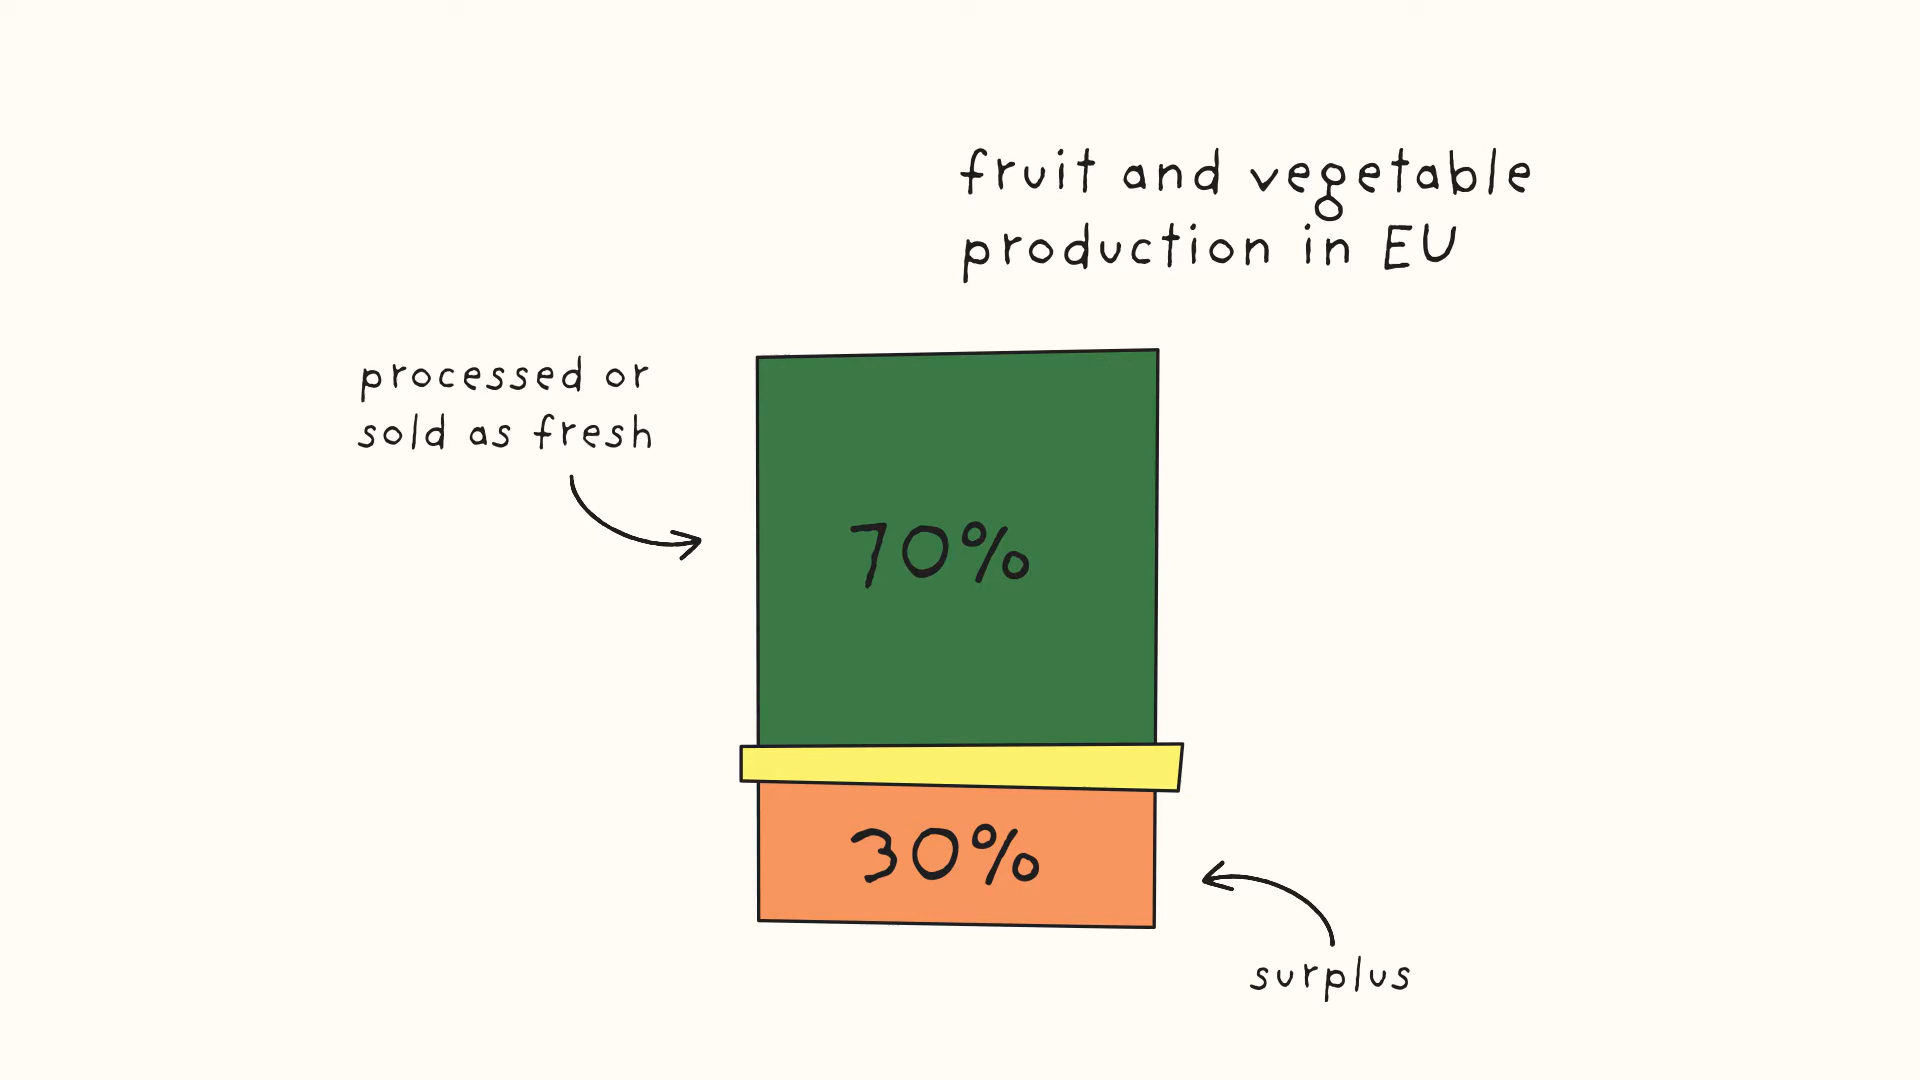 fruit and vegetable
production in EU
processed or
sold as fresh
70%
30%
surplus